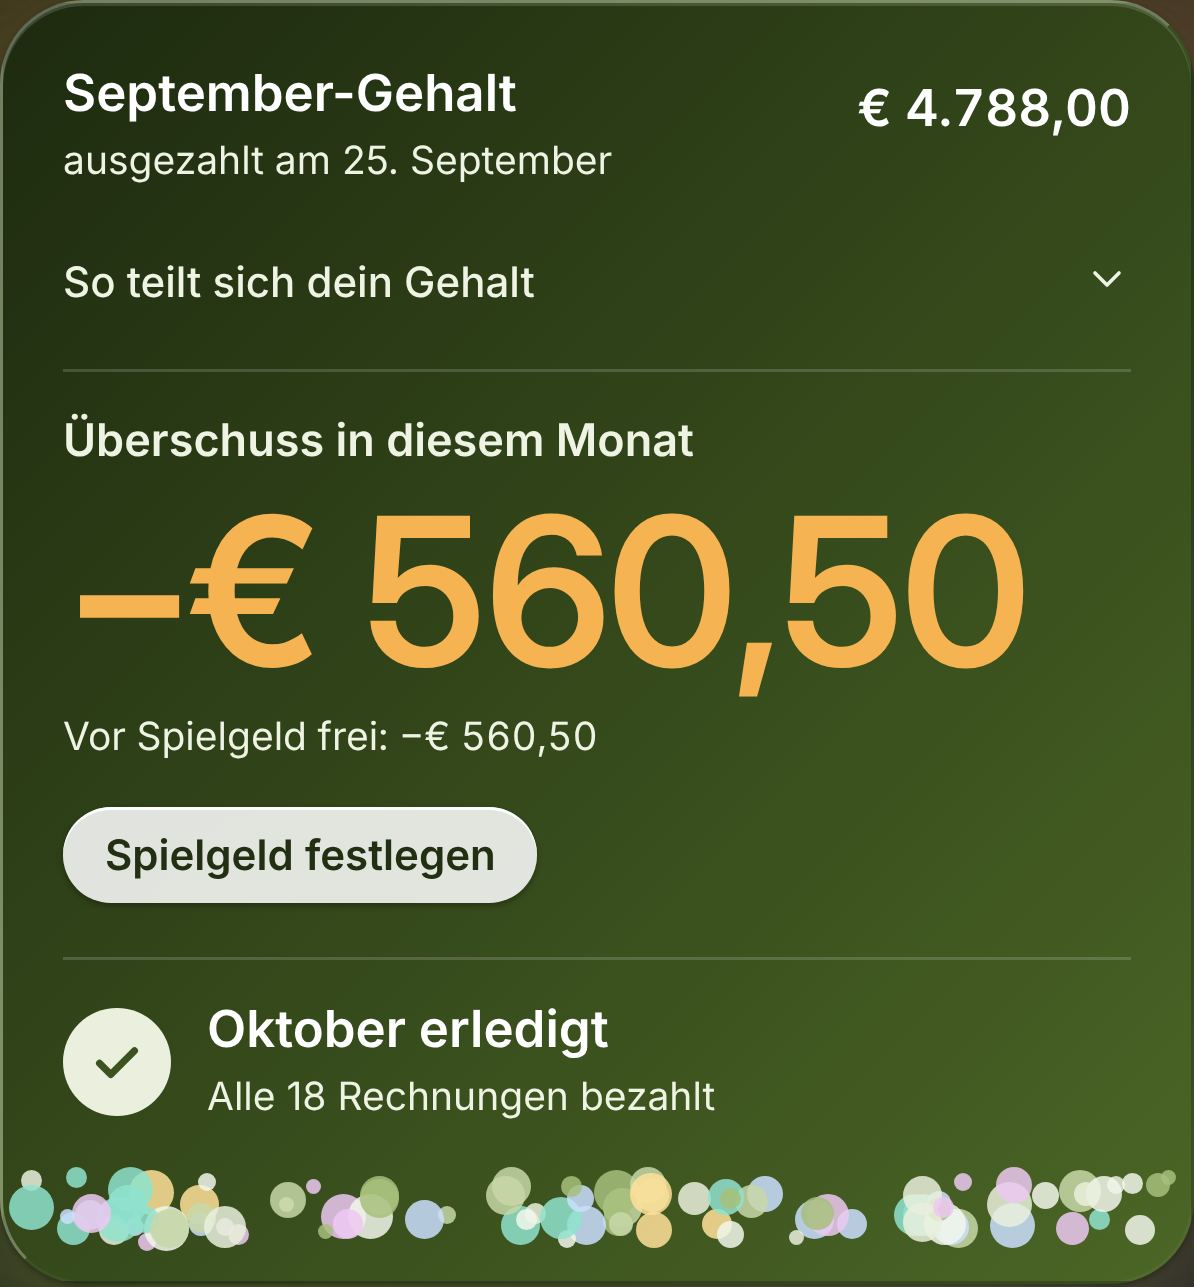 September-Gehalt
€ 4.788,00
ausgezahlt am 25. September
So teilt sich dein Gehalt
Überschuss in diesem Monat
−€ 560,50
Vor Spielgeld frei: −€ 560,50
Spielgeld festlegen
Oktober erledigt
Alle 18 Rechnungen bezahlt